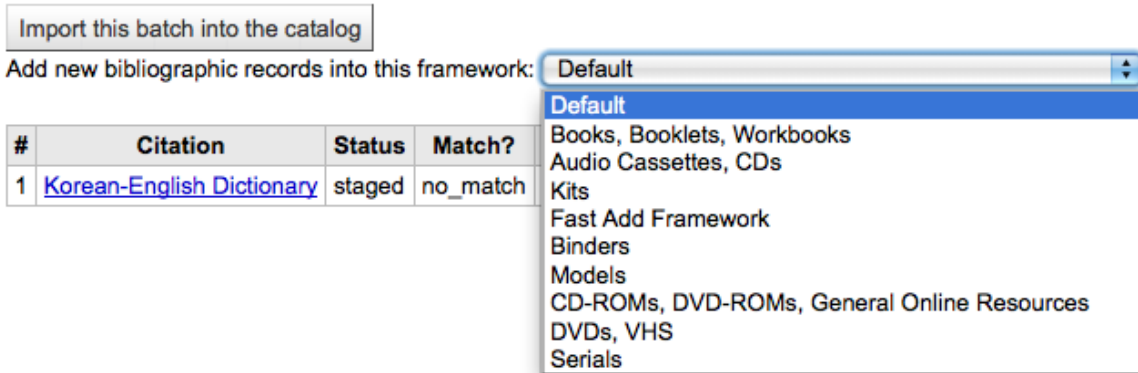 Import this batch into the catalog
Add new bibliographic records into this framework: Default
Default
Books, Booklets, Workbooks
Audio Cassettes, CDs
Kits
Fast Add Framework
Binders
Models
CD-ROMs, DVD-ROMs, General Online Resources
DVDs, VHS
Serials
# Citation Status Match?
1 Korean-English Dictionary staged no_match